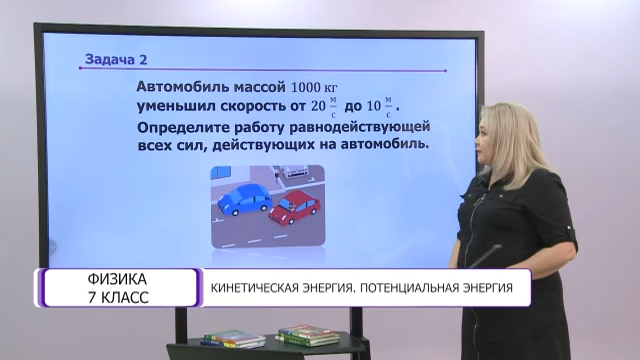 Задача 2
Автомобиль массой 1000 кг
уменьшил скорость от 20 м/с до 10 м/с .
Определите работу равнодействующей
всех сил, действующих на автомобиль.
ФИЗИКА
7 КЛАСС
КИНЕТИЧЕСКАЯ ЭНЕРГИЯ. ПОТЕНЦИАЛЬНАЯ ЭНЕРГИЯ